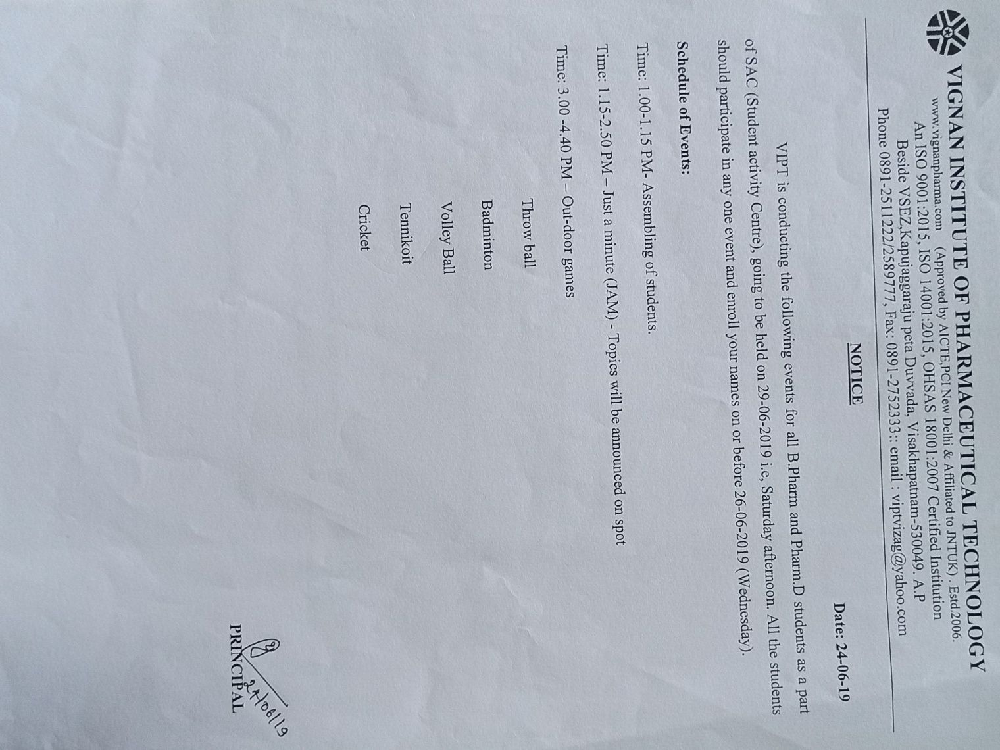 VIGNAN INSTITUTE OF PHARMACEUTICAL TECHNOLOGY
www.vignanpharma.com (Approved by AICTE,PCI New Delhi & Affiliated to JNTUK) . Estd.2006.
An ISO 9001:2015, ISO 14001:2015, OHSAS 18001:2007 Certified Institution
Beside VSEZ,Kapujaggaraju peta Duvvada, Visakhapatnam-530049. A.P
Phone 0891-2511222/2589777, Fax: 0891-2752333:: email : viptvizag@yahoo.com
NOTICE
Date: 24-06-19
VIPT is conducting the following events for all B.Pharm and Pharm.D students as a part
of SAC (Student activity Centre), going to be held on 29-06-2019 i.e, Saturday afternoon. All the students
should participate in any one event and enroll your names on or before 26-06-2019 (Wednesday).
Schedule of Events:
Time: 1.00-1.15 PM- Assembling of students.
Time: 1.15-2.50 PM – Just a minute (JAM) - Topics will be announced on spot
Time: 3.00 -4.40 PM – Out-door games
Throw ball
Badminton
Volley Ball
Tennikoit
Cricket
24/06/19
PRINCIPAL